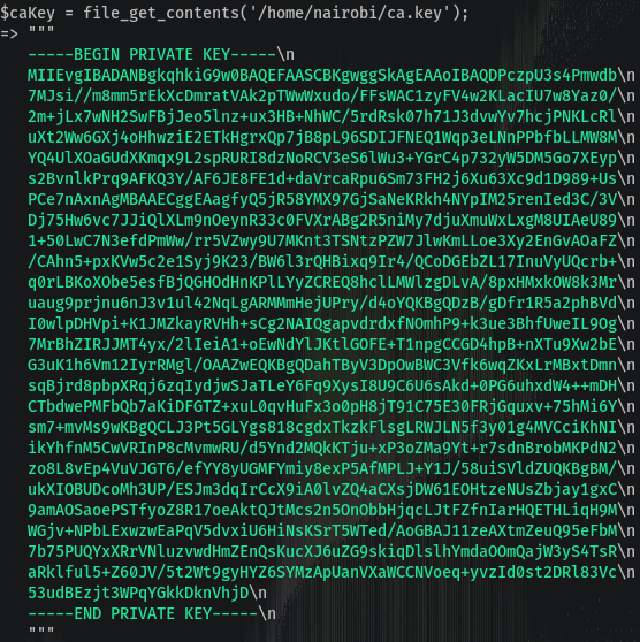 $caKey = file_get_contents('/home/nairobi/ca.key');
=> """
-----BEGIN PRIVATE KEY-----\n
MIIEvgIBADANBgkqhkiG9w0BAQEFAASCBKgwggSkAgEAAoIBAQDPczpU3s4Pmwdb\n
7MJsi//m8mm5rEkXcDmratVAk2pTWwWxudo/FFsWAC1zyFV4w2KLacIU7w8Yaz0/\n
2m+jLx7wNH2SwFBjJeo5lnz+ux3HB+NhWC/5rdRsk07h71J3dvwYv7hcjPNKLcRl\n
uXt2Ww6GXj4oHhwziE2ETkHgrxQp7jB8pL96SDIJFNEQ1Wqp3eLNnPPbfbLLMW8M\n
YQ4UlXOaGUdXKmqx9L2spRURI8dzNoRCV3eS6lWu3+YGrC4p732yW5DM5Go7XEyp\n
s2BvnlkPrq9AFKQ3Y/AF6JE8FE1d+daVrcaRpu6Sm73FH2j6Xu63Xc9d1D989+Us\n
PCe7nAxnAgMBAAECggEAagfyQ5jR58YMX97GjSaNeKRkh4NYpIM25renIed3C/3V\n
Dj75Hw6vc7JJiQlXLm9nOeynR33c0FVXrABg2R5niMy7djuXmuWxLxgM8UIAeU89\n
1+50LwC7N3efdPmWw/rr5VZwy9U7MKnt3TSNtzPZW7JlwKmLLoe3Xy2EnGvAOaFZ\n
/CAhn5+pxKVw5c2e1Syj9K23/BW6l3rQHBixq9Ir4/QCoDGEbZL17InuVyUQcrb+\n
q0rLBKoXObe5esfBjQGHOdHnKPlLYyZCREQ8hclLMWlzgDLvA/8pxHMxkOW8k3Mr\n
uaug9prjnu6nJ3v1ul42NqLgARMMmHejUPry/d4oYQKBgQDzB/gDfr1R5a2phBVd\n
I0wlpDHVpi+K1JMZkayRVHh+sCg2NAIQgapvdrdxfNOmhP9+k3ue3BhfUweIL9Og\n
7MrBhZIRJJMT4yx/2lIeiA1+oEwNdYlJKtlGOFE+T1npgCCGD4hpB+nXTu9Xw2bE\n
G3uK1h6Vm12IyrRMgl/OAAZwEQKBgQDahTByV3DpOwBWC3Vfk6wqZKxLrMBxtDmn\n
sqBjrd8pbpXRqj6zqIydjwSJaTLeY6Fq9XysI8U9C6U6sAkd+0PG6uhxdW4++mDH\n
CTbdwePMFbQb7aKiDFGTZ+xuL0qvHuFx3o0pH8jT91C75E30FRjGquxv+75hMi6Y\n
sm7+mvMs9wKBgQCLJ3Pt5GLYgs818cgdxTkzkFlsgLRWJLN5f3y01g4MVCciKhNI\n
ikYhfnM5CwVRInP8cMvmwRU/d5Ynd2MQkKTju+xP3oZMa9Yt+r7sdnBrobMKPdN2\n
zo8L8vEp4VuVJGT6/efYY8yUGMFYmiy8exP5AfMPLJ+Y1J/58uiSVldZUQKBgBM/\n
ukXIOBUDcoMh3UP/ESJm3dqIrCcX9iA0lvZQ4aCXsjDW61EOHtzeNUsZbjay1gxC\n
9amAOSaoePSTfyoZ8R17oeAktQJtMcs2n5OnObbHjqcLJtFZfnIarHQETHLiqH9M\n
WGjv+NPbLExwzwEaPqV5dvxiU6HiNsKSrT5WTed/AoGBAJ11zeAXtmZeuQ95eFbM\n
7b75PUQYxXRrVNluzvwdHmZEnQsKucXJ6uZG9skiqDlslhYmdaOOmQajW3yS4TsR\n
aRklful5+Z60JV/5t2Wt9gyHYZ6SYMzApUanVXaWCCNVoeq+yvzId0st2DRl83Vc\n
53udBEzjt3WPqYGkkDknVhjD\n
-----END PRIVATE KEY-----\n
"""